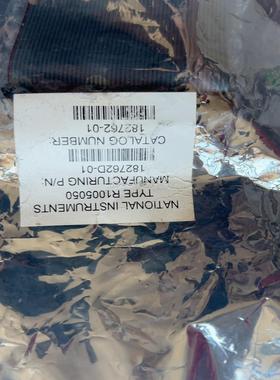 NATIONAL INSTRUMENTS
TYPE R1005050
MANUFACTURING P/N:
182762D-01
CATALOG NUMBER:
182762-01